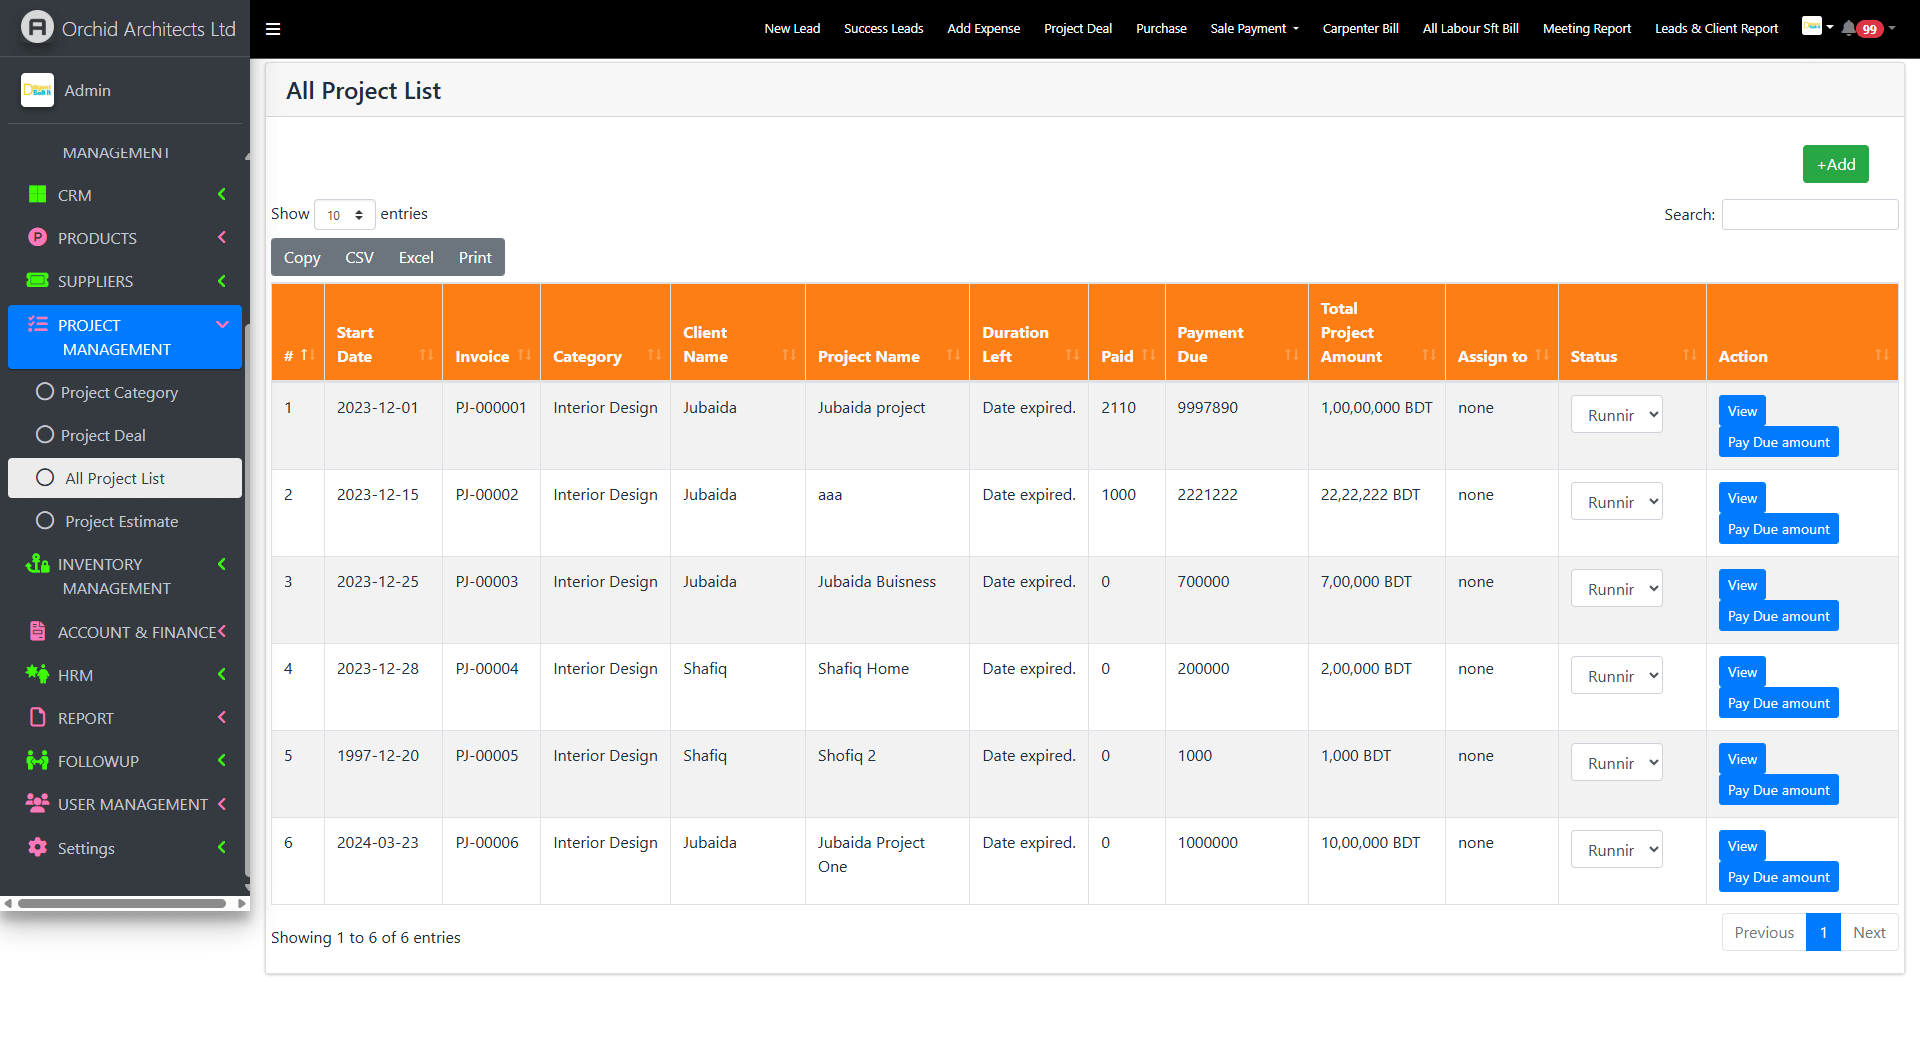 Orchid Architects Ltd
New Lead
Success Leads
Add Expense
Project Deal
Purchase
Sale Payment
Carpenter Bill
All Labour Sft Bill
Meeting Report
Leads & Client Report
99
Admin
MANAGEMENT
CRM
PRODUCTS
SUPPLIERS
PROJECT
MANAGEMENT
Project Category
Project Deal
All Project List
Project Estimate
INVENTORY
MANAGEMENT
ACCOUNT & FINANCE
HRM
REPORT
FOLLOWUP
USER MANAGEMENT
Settings
All Project List
+Add
Show 10 entries
Search:
Copy CSV Excel Print
# Start Date Invoice Category Client Name Project Name Duration Left Paid Payment Due Total Project Amount Assign to Status Action
1 2023-12-01 PJ-000001 Interior Design Jubaida Jubaida project Date expired. 2110 9997890 1,00,00,000 BDT none Runnir View
Pay Due amount
2 2023-12-15 PJ-00002 Interior Design Jubaida aaa Date expired. 1000 2221222 22,22,222 BDT none Runnir View
Pay Due amount
3 2023-12-25 PJ-00003 Interior Design Jubaida Jubaida Buisness Date expired. 0 700000 7,00,000 BDT none Runnir View
Pay Due amount
4 2023-12-28 PJ-00004 Interior Design Shafiq Shafiq Home Date expired. 0 200000 2,00,000 BDT none Runnir View
Pay Due amount
5 1997-12-20 PJ-00005 Interior Design Shafiq Shofiq 2 Date expired. 0 1000 1,000 BDT none Runnir View
Pay Due amount
6 2024-03-23 PJ-00006 Interior Design Jubaida Jubaida Project One Date expired. 0 1000000 10,00,000 BDT none Runnir View
Pay Due amount
Showing 1 to 6 of 6 entries
Previous 1 Next